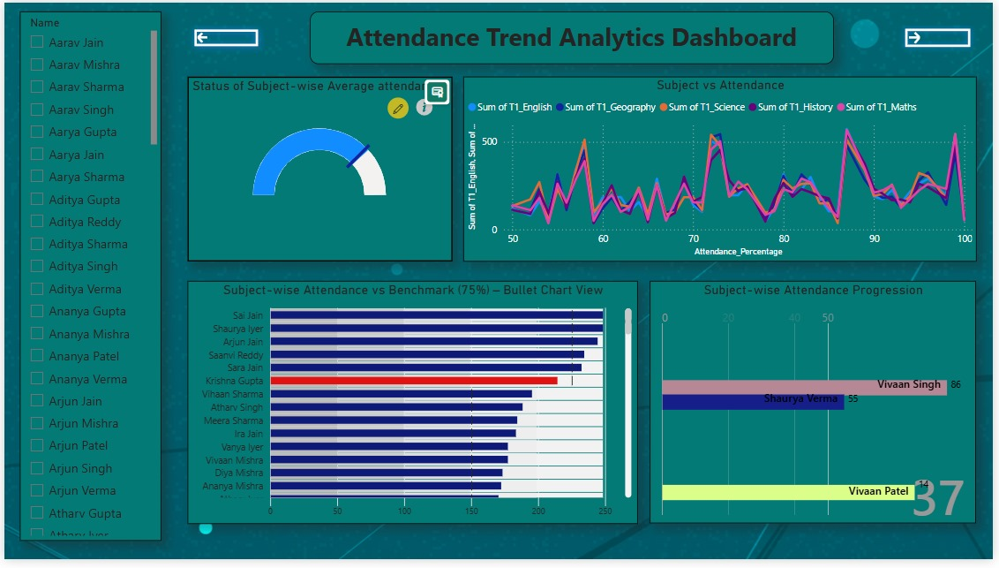 Name
Aarav Jain
Aarav Mishra
Aarav Sharma
Aarav Singh
Aarya Gupta
Aarya Jain
Aarya Sharma
Aditya Gupta
Aditya Reddy
Aditya Sharma
Aditya Singh
Aditya Verma
Ananya Gupta
Ananya Mishra
Ananya Patel
Ananya Verma
Arjun Jain
Arjun Mishra
Arjun Patel
Arjun Singh
Arjun Verma
Atharv Gupta
Atharv Iyer
Attendance Trend Analytics Dashboard
Status of Subject-wise Average attendan
i
Subject vs Attendance
Sum of T1_English Sum of T1_Geography Sum of T1_Science Sum of T1_History Sum of T1_Maths
Sum of T1_English, Sum of ...
500
0
50 60 70 80 90 100
Attendance_Percentage
Subject-wise Attendance vs Benchmark (75%) – Bullet Chart View
Sai Jain
Shaurya Iyer
Arjun Jain
Saanvi Reddy
Sara Jain
Krishna Gupta
Vihaan Sharma
Atharv Singh
Meera Sharma
Ira Jain
Vanya Iyer
Vivaan Mishra
Diya Mishra
Ananya Mishra
0 50 100 150 200 250
Subject-wise Attendance Progression
0 20 40 50
Vivaan Singh 86
Shaurya Verma 55
Vivaan Patel 14
37